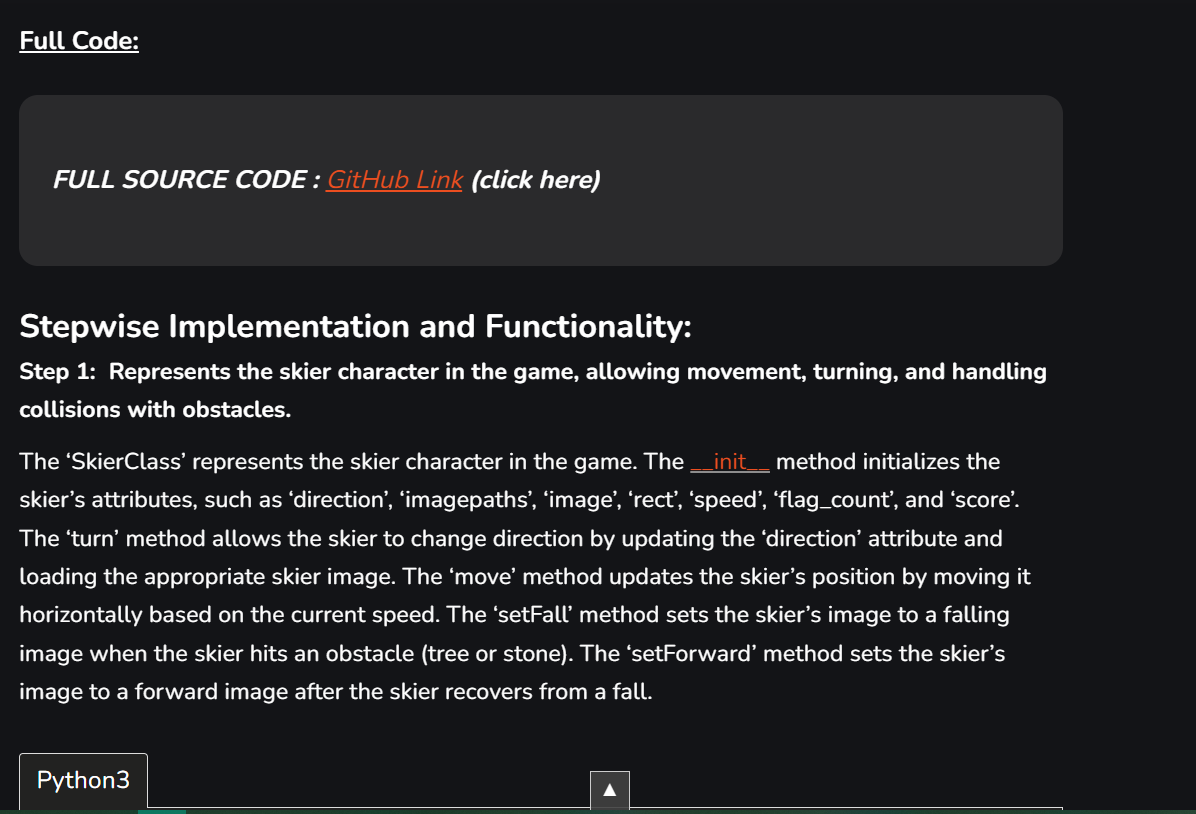 Full Code:
FULL SOURCE CODE : GitHub Link (click here)
Stepwise Implementation and Functionality:
Step 1:  Represents the skier character in the game, allowing movement, turning, and handling
collisions with obstacles.
The ‘SkierClass’ represents the skier character in the game. The __init__ method initializes the
skier’s attributes, such as ‘direction’, ‘imagepaths’, ‘image’, ‘rect’, ‘speed’, ‘flag_count’, and ‘score’.
The ‘turn’ method allows the skier to change direction by updating the ‘direction’ attribute and
loading the appropriate skier image. The ‘move’ method updates the skier’s position by moving it
horizontally based on the current speed. The ‘setFall’ method sets the skier’s image to a falling
image when the skier hits an obstacle (tree or stone). The ‘setForward’ method sets the skier’s
image to a forward image after the skier recovers from a fall.
Python3